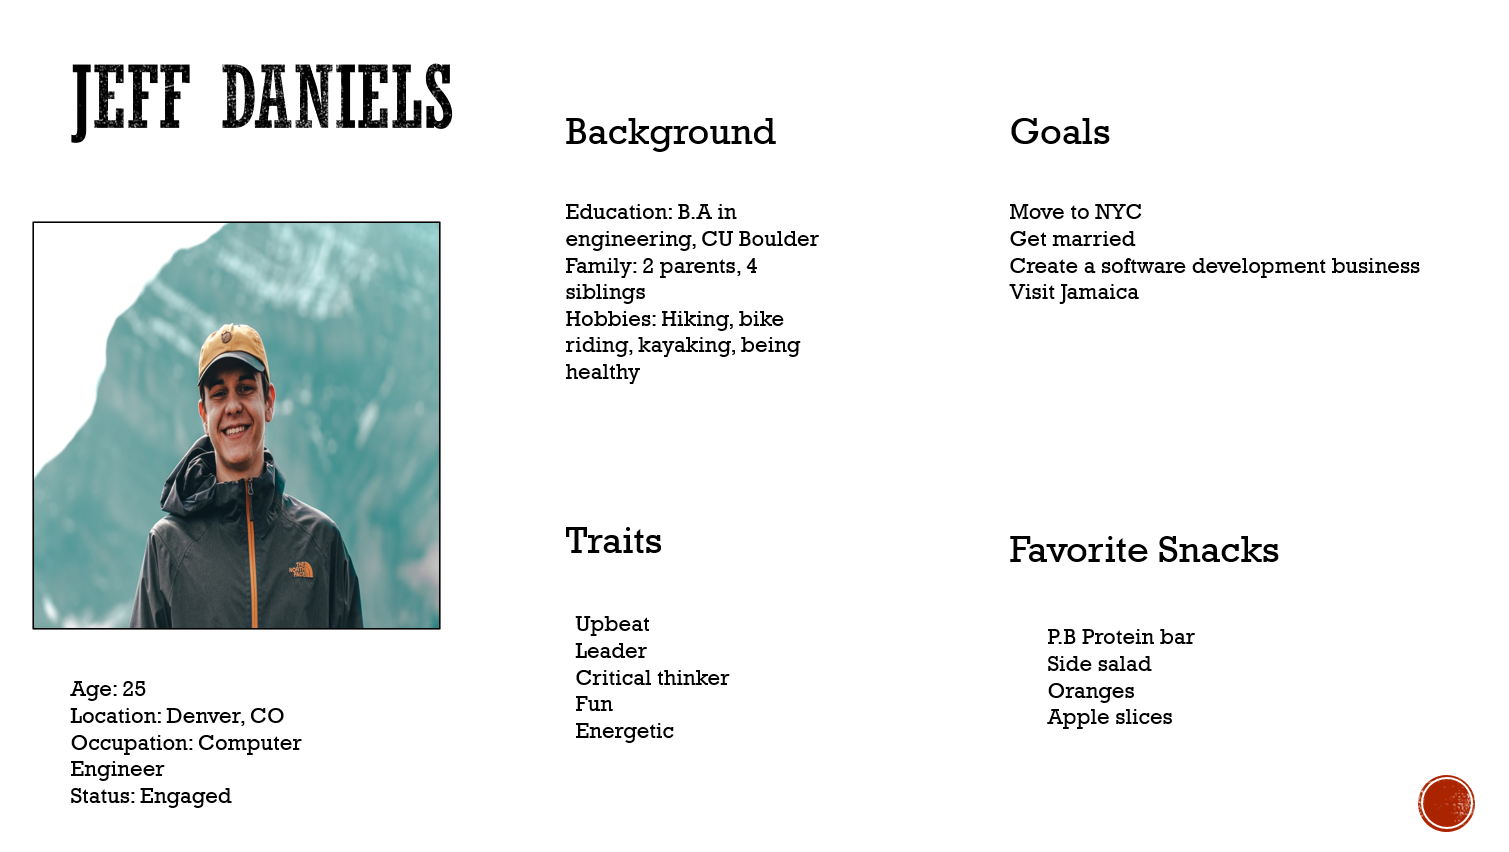 JEFF DANIELS
Age: 25
Location: Denver, CO
Occupation: Computer
Engineer
Status: Engaged
Background
Education: B.A in
engineering, CU Boulder
Family: 2 parents, 4
siblings
Hobbies: Hiking, bike
riding, kayaking, being
healthy
Goals
Move to NYC
Get married
Create a software development business
Visit Jamaica
Traits
Upbeat
Leader
Critical thinker
Fun
Energetic
Favorite Snacks
P.B Protein bar
Side salad
Oranges
Apple slices
THE
NORTH
FACE